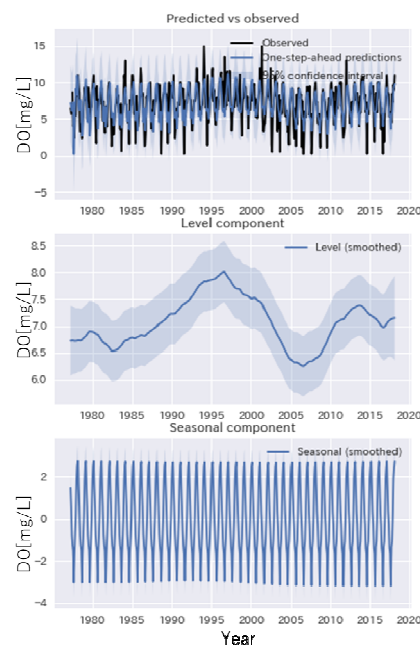 Predicted vs observed
Observed
One-step-ahead predictions
95% confidence interval
DO[mg/L]
15
10
5
0
−5
1980 1985 1990 1995 2000 2005 2010 2015 2020
Level component
Level (smoothed)
DO[mg/L]
8.5
8.0
7.5
7.0
6.5
6.0
1980 1985 1990 1995 2000 2005 2010 2015 2020
Seasonal component
Seasonal (smoothed)
DO[mg/L]
2
0
−2
−4
1980 1985 1990 1995 2000 2005 2010 2015 2020
Year